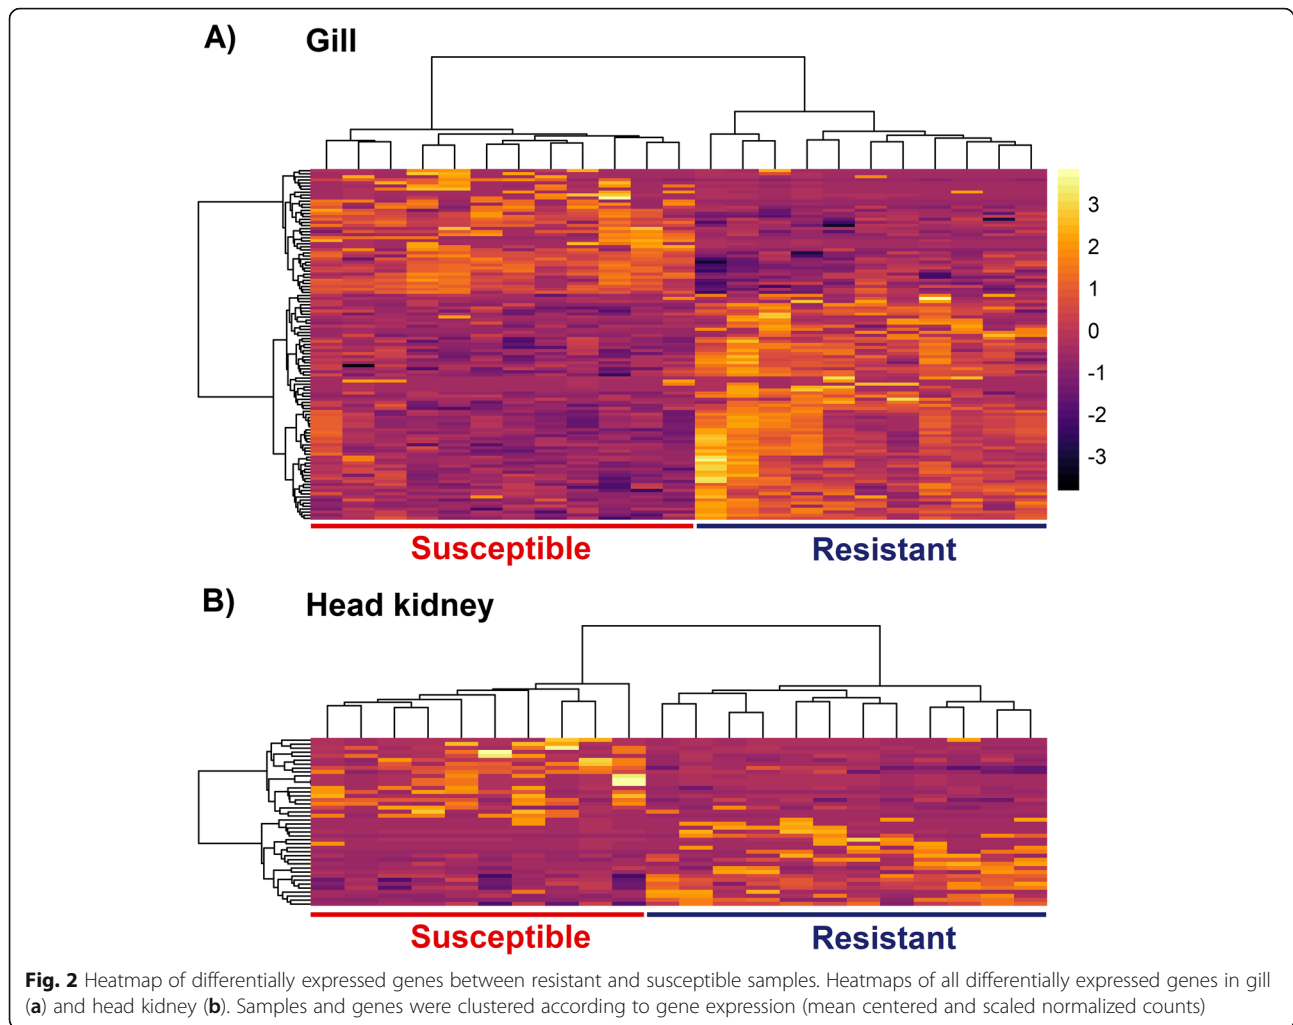 A) Gill
3
2
1
0
-1
-2
-3
Susceptible Resistant
B) Head kidney
Susceptible Resistant
Fig. 2 Heatmap of differentially expressed genes between resistant and susceptible samples. Heatmaps of all differentially expressed genes in gill
(a) and head kidney (b). Samples and genes were clustered according to gene expression (mean centered and scaled normalized counts)